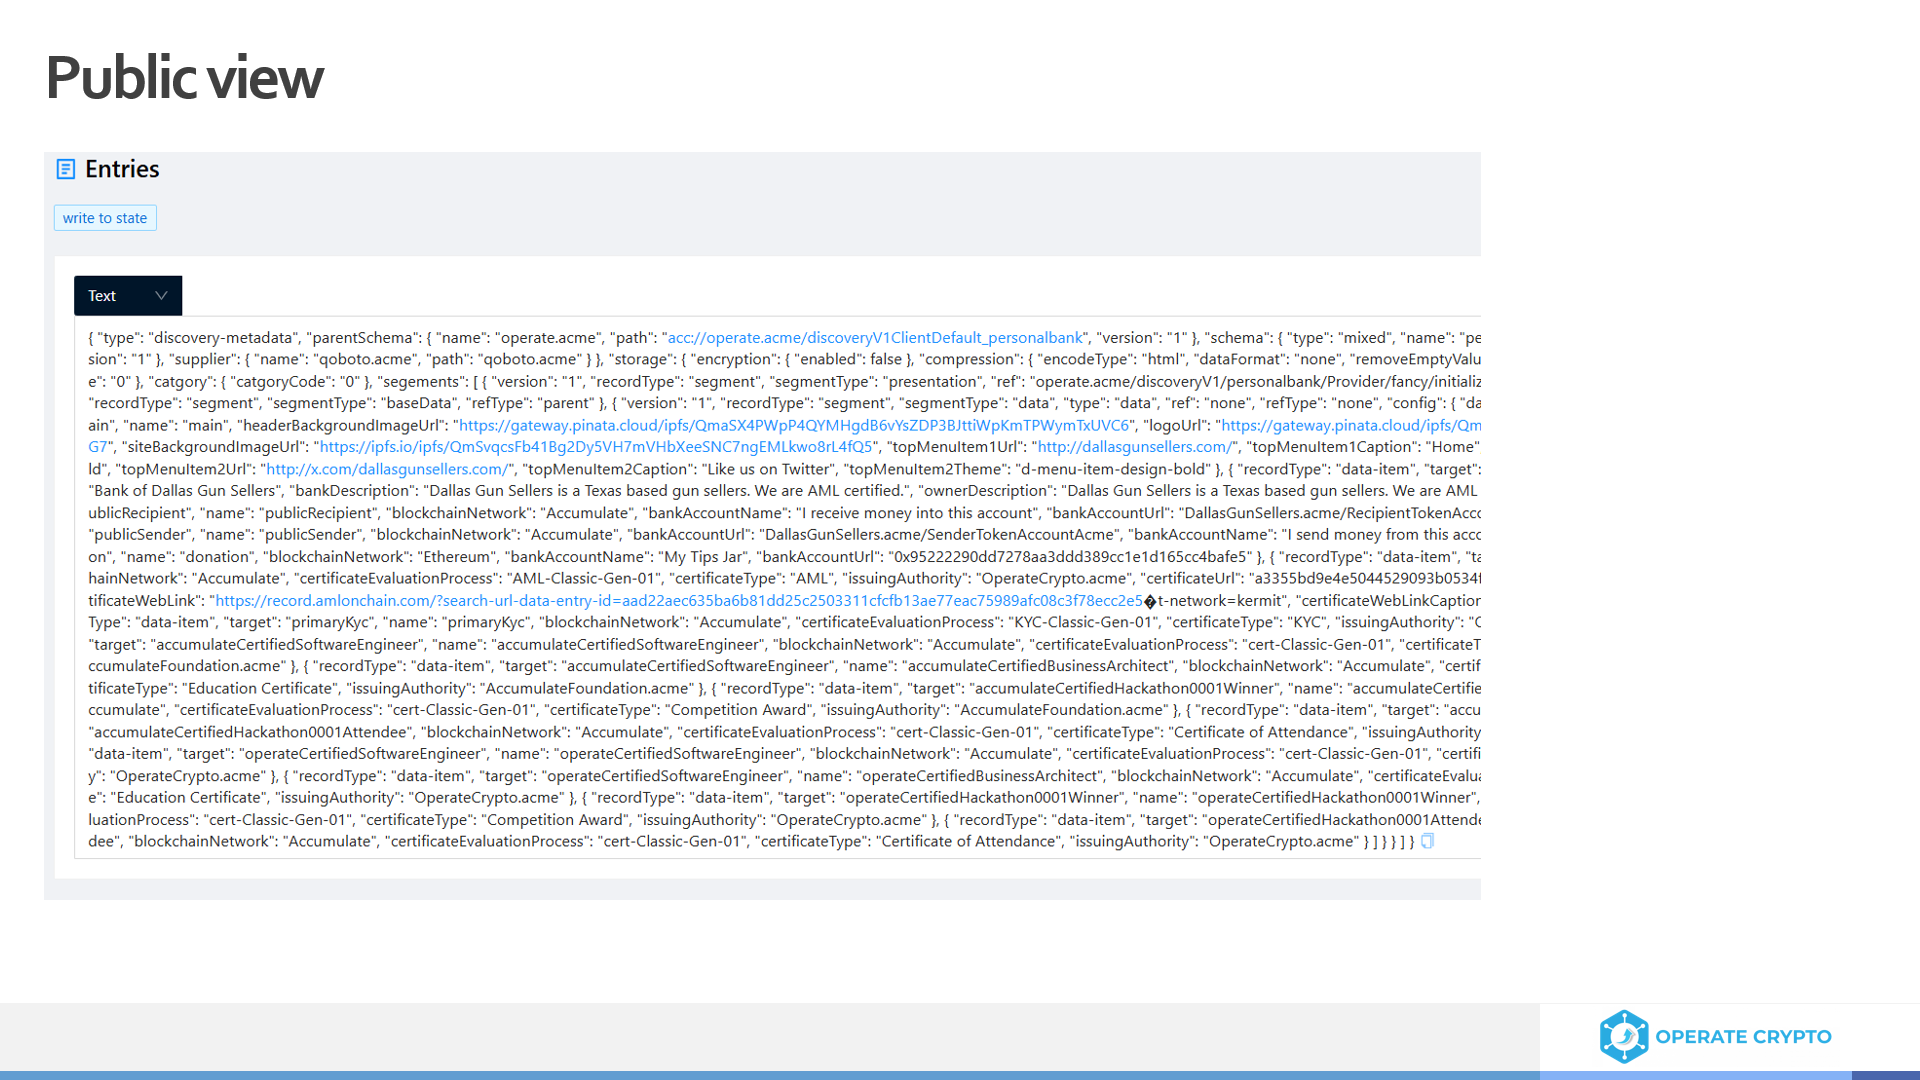 Public view
Entries
write to state
Text
{ "type": "discovery-metadata", "parentSchema": { "name": "operate.acme", "path": "acc://operate.acme/discoveryV1ClientDefault_personalbank", "version": "1" }, "schema": { "type": "mixed", "name": "pe
sion": "1" }, "supplier": { "name": "qoboto.acme", "path": "qoboto.acme" } }, "storage": { "encryption": { "enabled": false }, "compression": { "encodeType": "html", "dataFormat": "none", "removeEmptyValu
e": "0" }, "catgory": { "catgoryCode": "0" }, "segements": [ { "version": "1", "recordType": "segment", "segmentType": "presentation", "ref": "operate.acme/discoveryV1/personalbank/Provider/fancy/initializ
"recordType": "segment", "segmentType": "baseData", "refType": "parent" }, { "version": "1", "recordType": "segment", "segmentType": "data", "type": "data", "ref": "none", "refType": "none", "config": { "da
ain", "name": "main", "headerBackgroundImageUrl": "https://gateway.pinata.cloud/ipfs/QmaSX4PWpP4QYMHgdB6vYsZDP3BJttiWpKmTPWymTxUVC6", "logoUrl": "https://gateway.pinata.cloud/ipfs/Qm
G7", "siteBackgroundImageUrl": "https://ipfs.io/ipfs/QmSvqcsFb41Bg2Dy5VH7mVHbXeeSNC7ngEMLkwo8rL4fQ5", "topMenuItem1Url": "http://dallasgunsellers.com/", "topMenuItem1Caption": "Home"
ld", "topMenuItem2Url": "http://x.com/dallasgunsellers.com/", "topMenuItem2Caption": "Like us on Twitter", "topMenuItem2Theme": "d-menu-item-design-bold" }, { "recordType": "data-item", "target":
"Bank of Dallas Gun Sellers", "bankDescription": "Dallas Gun Sellers is a Texas based gun sellers. We are AML certified.", "ownerDescription": "Dallas Gun Sellers is a Texas based gun sellers. We are AML
ublicRecipient", "name": "publicRecipient", "blockchainNetwork": "Accumulate", "bankAccountName": "I receive money into this account", "bankAccountUrl": "DallasGunSellers.acme/RecipientTokenAcco
"publicSender", "name": "publicSender", "blockchainNetwork": "Accumulate", "bankAccountUrl": "DallasGunSellers.acme/SenderTokenAccountAcme", "bankAccountName": "I send money from this acco
on", "name": "donation", "blockchainNetwork": "Ethereum", "bankAccountName": "My Tips Jar", "bankAccountUrl": "0x95222290dd7278aa3ddd389cc1e1d165cc4bafe5" }, { "recordType": "data-item", "ta
hainNetwork": "Accumulate", "certificateEvaluationProcess": "AML-Classic-Gen-01", "certificateType": "AML", "issuingAuthority": "OperateCrypto.acme", "certificateUrl": "a3355bd9e4e5044529093b0534f
tificateWebLink": "https://record.amlonchain.com/?search-url-data-entry-id=aad22aec635ba6b81dd25c2503311cfcfb13ae77eac75989afc08c3f78ecc2e5�t-network=kermit", "certificateWebLinkCaption
Type": "data-item", "target": "primaryKyc", "name": "primaryKyc", "blockchainNetwork": "Accumulate", "certificateEvaluationProcess": "KYC-Classic-Gen-01", "certificateType": "KYC", "issuingAuthority": "O
"target": "accumulateCertifiedSoftwareEngineer", "name": "accumulateCertifiedSoftwareEngineer", "blockchainNetwork": "Accumulate", "certificateEvaluationProcess": "cert-Classic-Gen-01", "certificateT
ccumulateFoundation.acme" }, { "recordType": "data-item", "target": "accumulateCertifiedSoftwareEngineer", "name": "accumulateCertifiedBusinessArchitect", "blockchainNetwork": "Accumulate", "certif
tificateType": "Education Certificate", "issuingAuthority": "AccumulateFoundation.acme" }, { "recordType": "data-item", "target": "accumulateCertifiedHackathon0001Winner", "name": "accumulateCertifie
ccumulate", "certificateEvaluationProcess": "cert-Classic-Gen-01", "certificateType": "Competition Award", "issuingAuthority": "AccumulateFoundation.acme" }, { "recordType": "data-item", "target": "accu
"accumulateCertifiedHackathon0001Attendee", "blockchainNetwork": "Accumulate", "certificateEvaluationProcess": "cert-Classic-Gen-01", "certificateType": "Certificate of Attendance", "issuingAuthority
"data-item", "target": "operateCertifiedSoftwareEngineer", "name": "operateCertifiedSoftwareEngineer", "blockchainNetwork": "Accumulate", "certificateEvaluationProcess": "cert-Classic-Gen-01", "certifi
y": "OperateCrypto.acme" }, { "recordType": "data-item", "target": "operateCertifiedSoftwareEngineer", "name": "operateCertifiedBusinessArchitect", "blockchainNetwork": "Accumulate", "certificateEvalua
e": "Education Certificate", "issuingAuthority": "OperateCrypto.acme" }, { "recordType": "data-item", "target": "operateCertifiedHackathon0001Winner", "name": "operateCertifiedHackathon0001Winner",
luationProcess": "cert-Classic-Gen-01", "certificateType": "Competition Award", "issuingAuthority": "OperateCrypto.acme" }, { "recordType": "data-item", "target": "operateCertifiedHackathon0001Attende
dee", "blockchainNetwork": "Accumulate", "certificateEvaluationProcess": "cert-Classic-Gen-01", "certificateType": "Certificate of Attendance", "issuingAuthority": "OperateCrypto.acme" } ] } } ] }
OPERATE CRYPTO